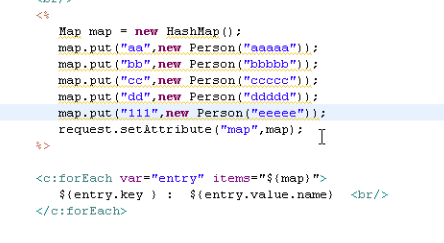 <br/>
<%
Map map = new HashMap();
map.put("aa",new Person("aaaaa"));
map.put("bb",new Person("bbbbb"));
map.put("cc",new Person("ccccc"));
map.put("dd",new Person("ddddd"));
map.put("111",new Person("eeeee"));
request.setAttribute("map",map);
%>
<c:forEach var="entry" items="${map}">
${entry.key } : ${entry.value.name} <br/>
</c:forEach>